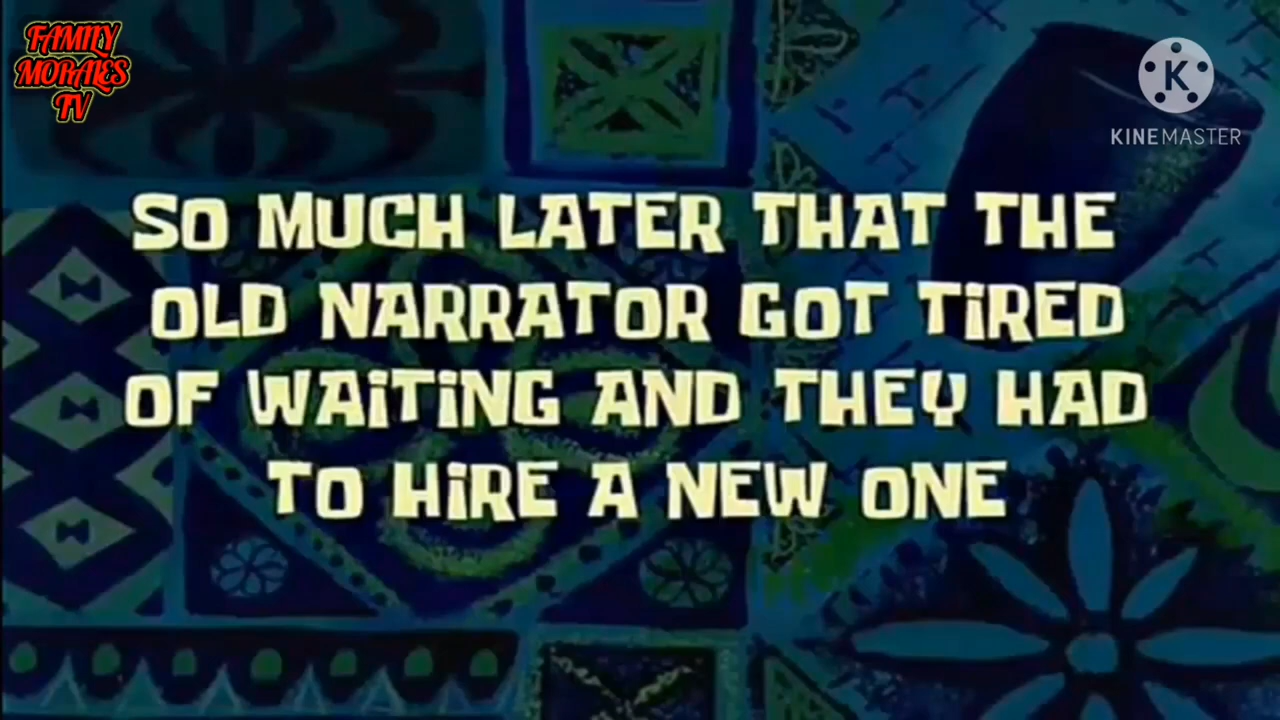 FAMILY
MORALES
TV
K
KINEMASTER
SO MUCH LATER THAT THE
OLD NARRATOR GOT TIRED
OF WAITING AND THEY HAD
TO HIRE A NEW ONE